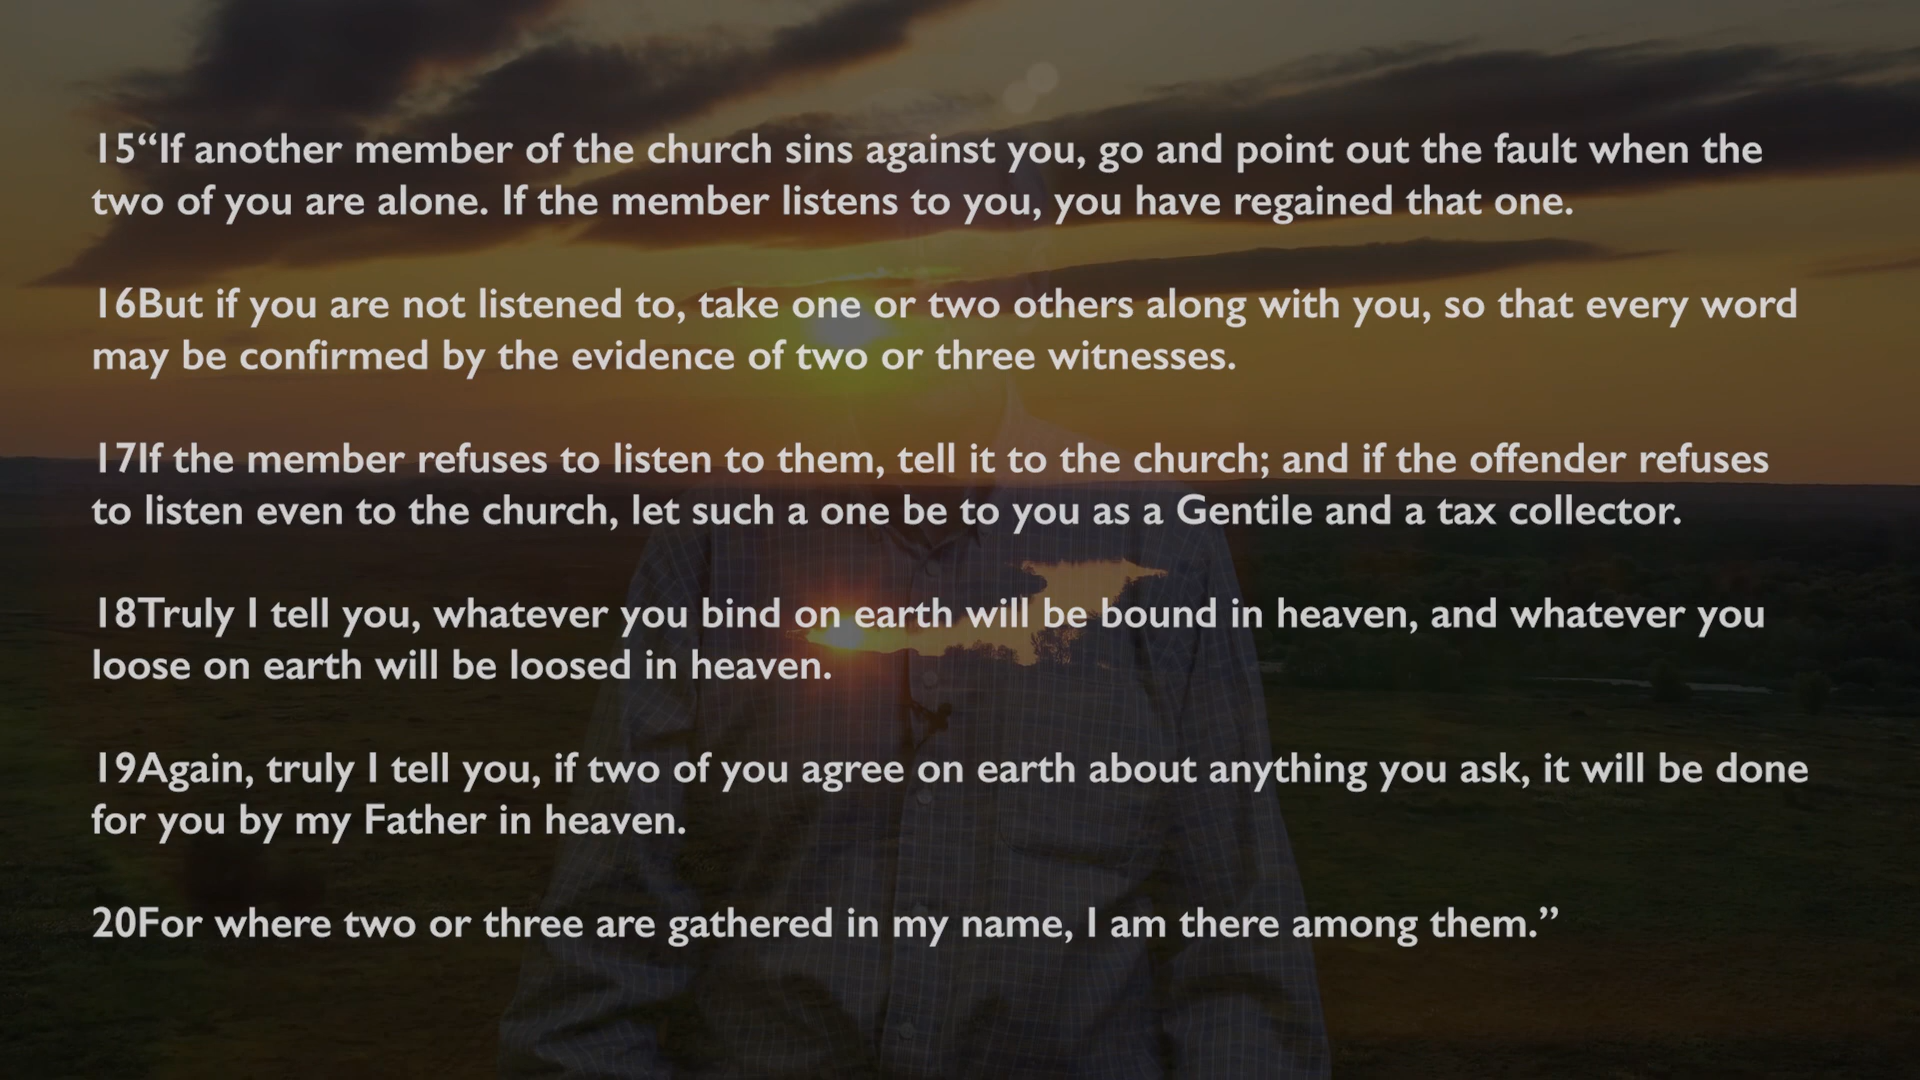 15“If another member of the church sins against you, go and point out the fault when the
two of you are alone. If the member listens to you, you have regained that one.
16But if you are not listened to, take one or two others along with you, so that every word
may be confirmed by the evidence of two or three witnesses.
17If the member refuses to listen to them, tell it to the church; and if the offender refuses
to listen even to the church, let such a one be to you as a Gentile and a tax collector.
18Truly I tell you, whatever you bind on earth will be bound in heaven, and whatever you
loose on earth will be loosed in heaven.
19Again, truly I tell you, if two of you agree on earth about anything you ask, it will be done
for you by my Father in heaven.
20For where two or three are gathered in my name, I am there among them.”